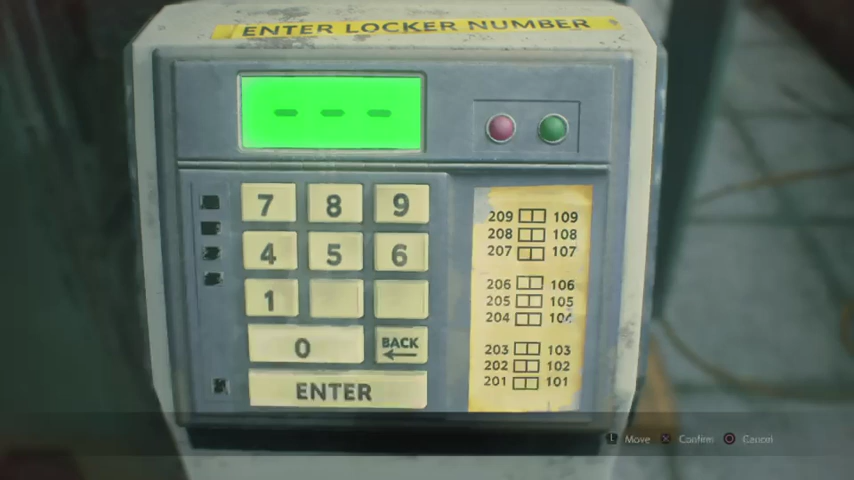 ENTER LOCKER NUMBER
- - -
7 8 9
4 5 6
1
0 BACK
ENTER
209 109
208 108
207 107
206 106
205 105
204 104
203 103
202 102
201 101
Move Confirm Cancel